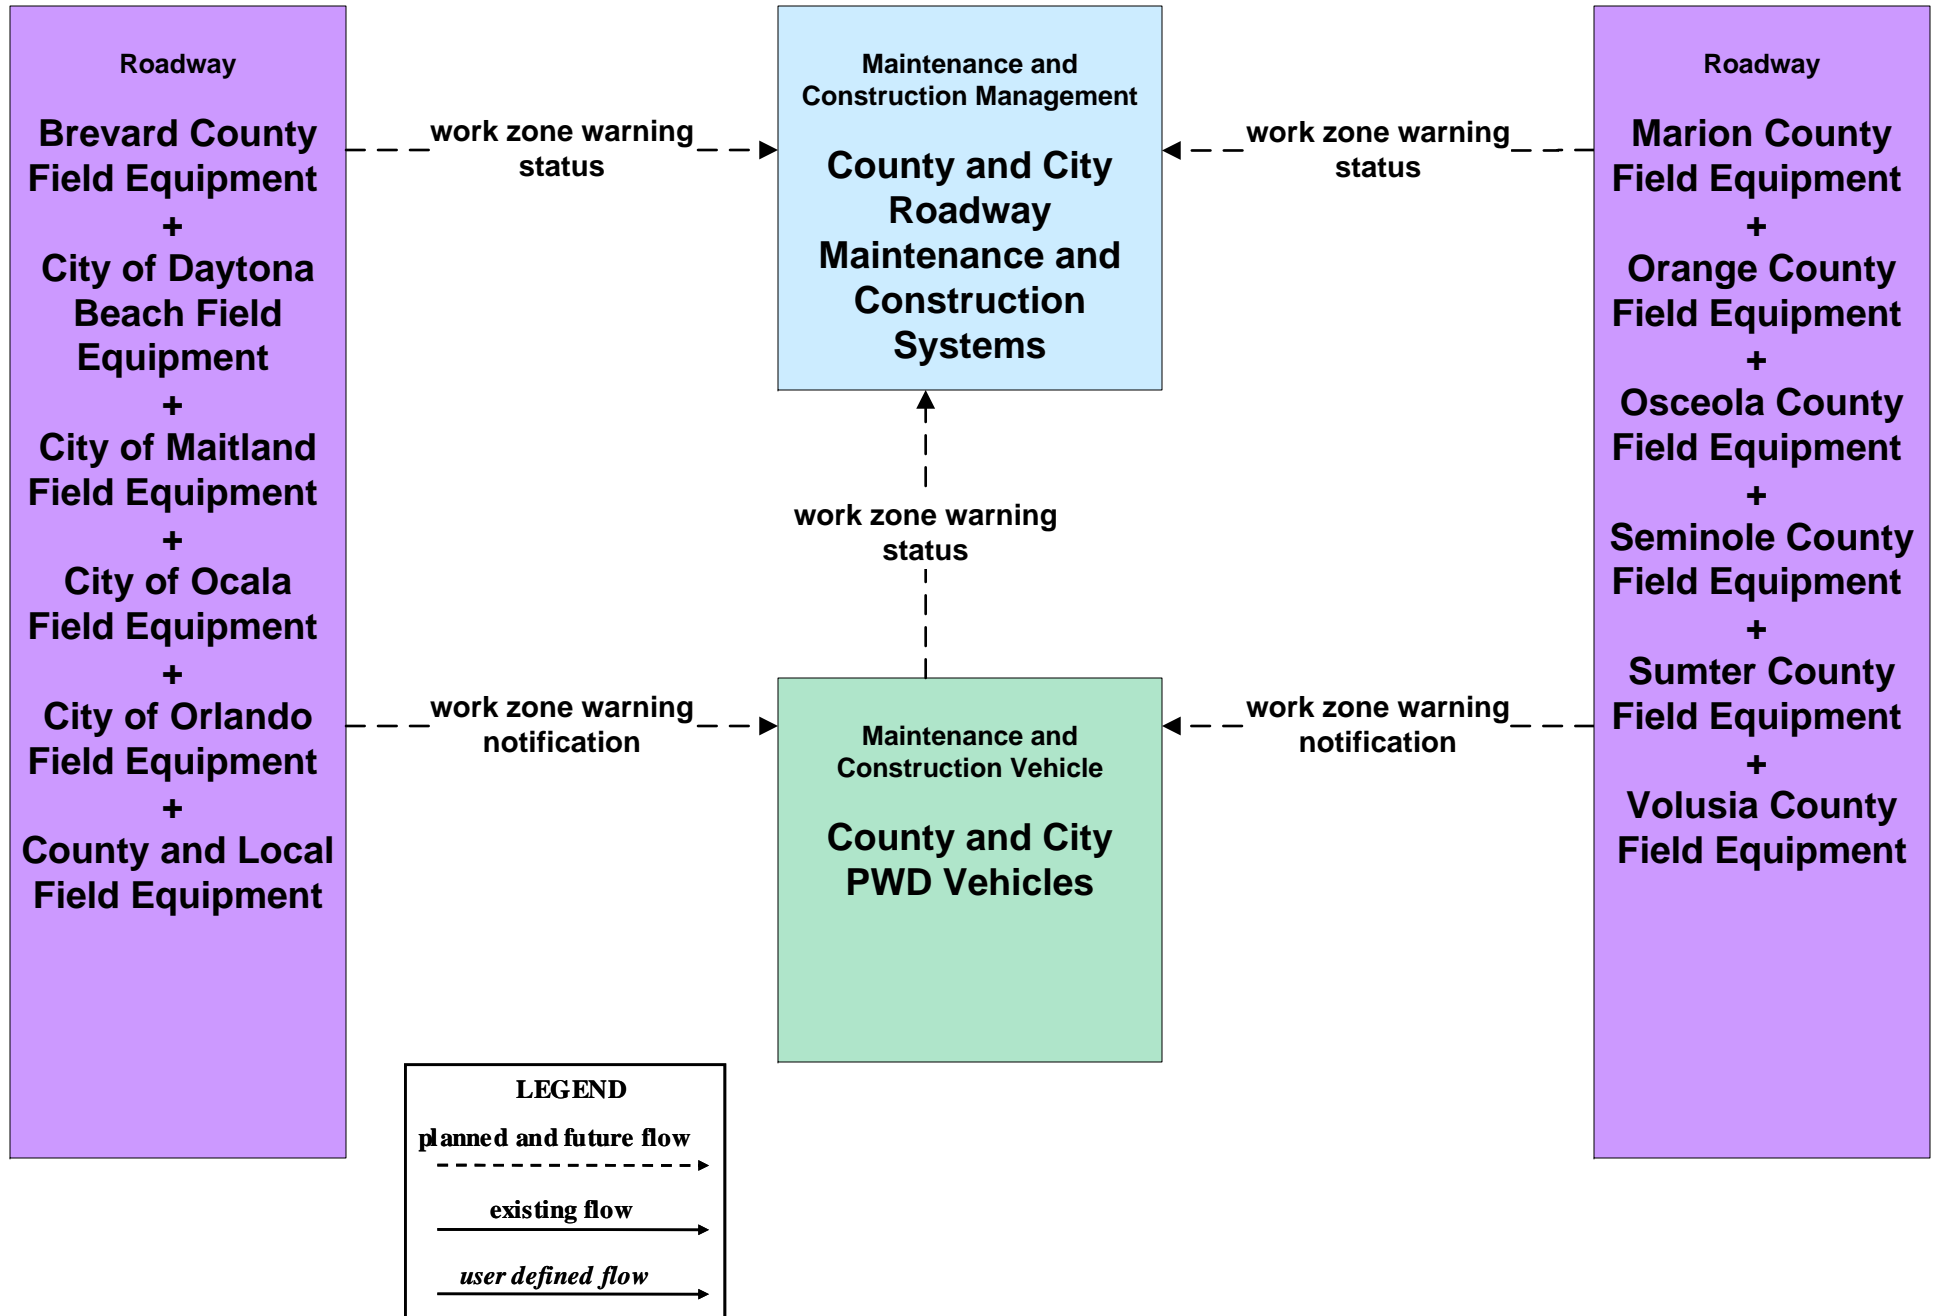 Roadway
Brevard County
Field Equipment
+
City of Daytona
Beach Field
Equipment
+
City of Maitland
Field Equipment
+
City of Ocala
Field Equipment
+
City of Orlando
Field Equipment
+
County and Local
Field Equipment
work zone warning
status
work zone warning
notification
Maintenance and
Construction Management
County and City
Roadway
Maintenance and
Construction
Systems
work zone warning
status
Maintenance and
Construction Vehicle
County and City
PWD Vehicles
work zone warning
status
work zone warning
notification
Roadway
Marion County
Field Equipment
+
Orange County
Field Equipment
+
Osceola County
Field Equipment
+
Seminole County
Field Equipment
+
Sumter County
Field Equipment
+
Volusia County
Field Equipment
LEGEND
planned and future flow
existing flow
user defined flow